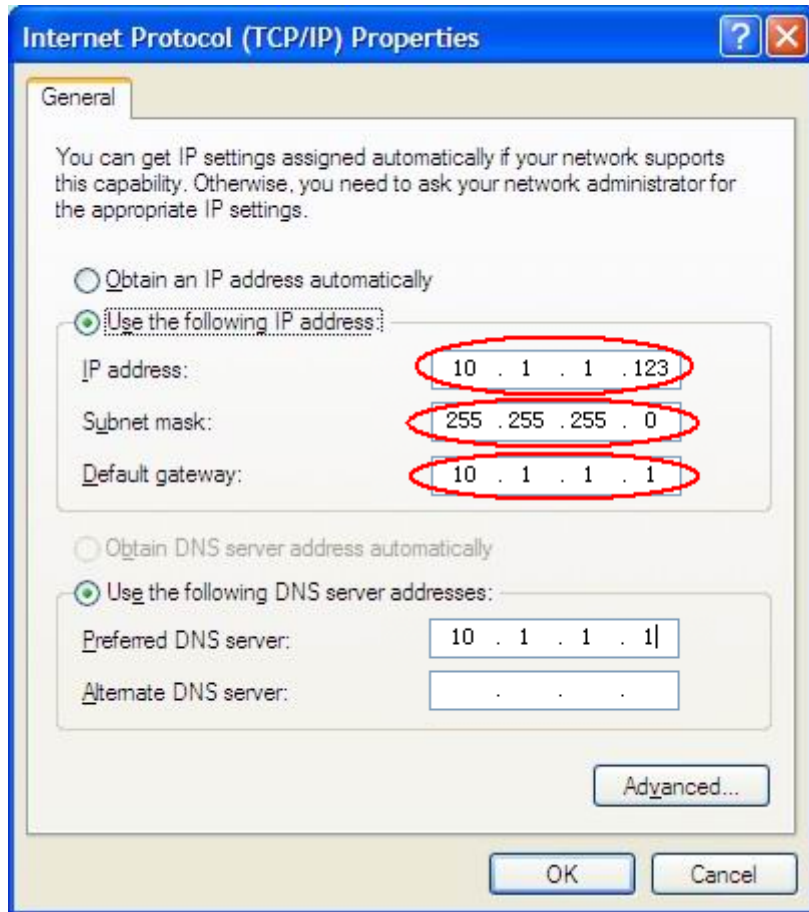 Internet Protocol (TCP/IP) Properties
General
You can get IP settings assigned automatically if your network supports
this capability. Otherwise, you need to ask your network administrator for
the appropriate IP settings.
Obtain an IP address automatically
Use the following IP address:
IP address: 10 . 1 . 1 . 123
Subnet mask: 255 . 255 . 255 . 0
Default gateway: 10 . 1 . 1 . 1
Obtain DNS server address automatically
Use the following DNS server addresses:
Preferred DNS server: 10 . 1 . 1 . 1
Alternate DNS server: . . .
Advanced...
OK Cancel